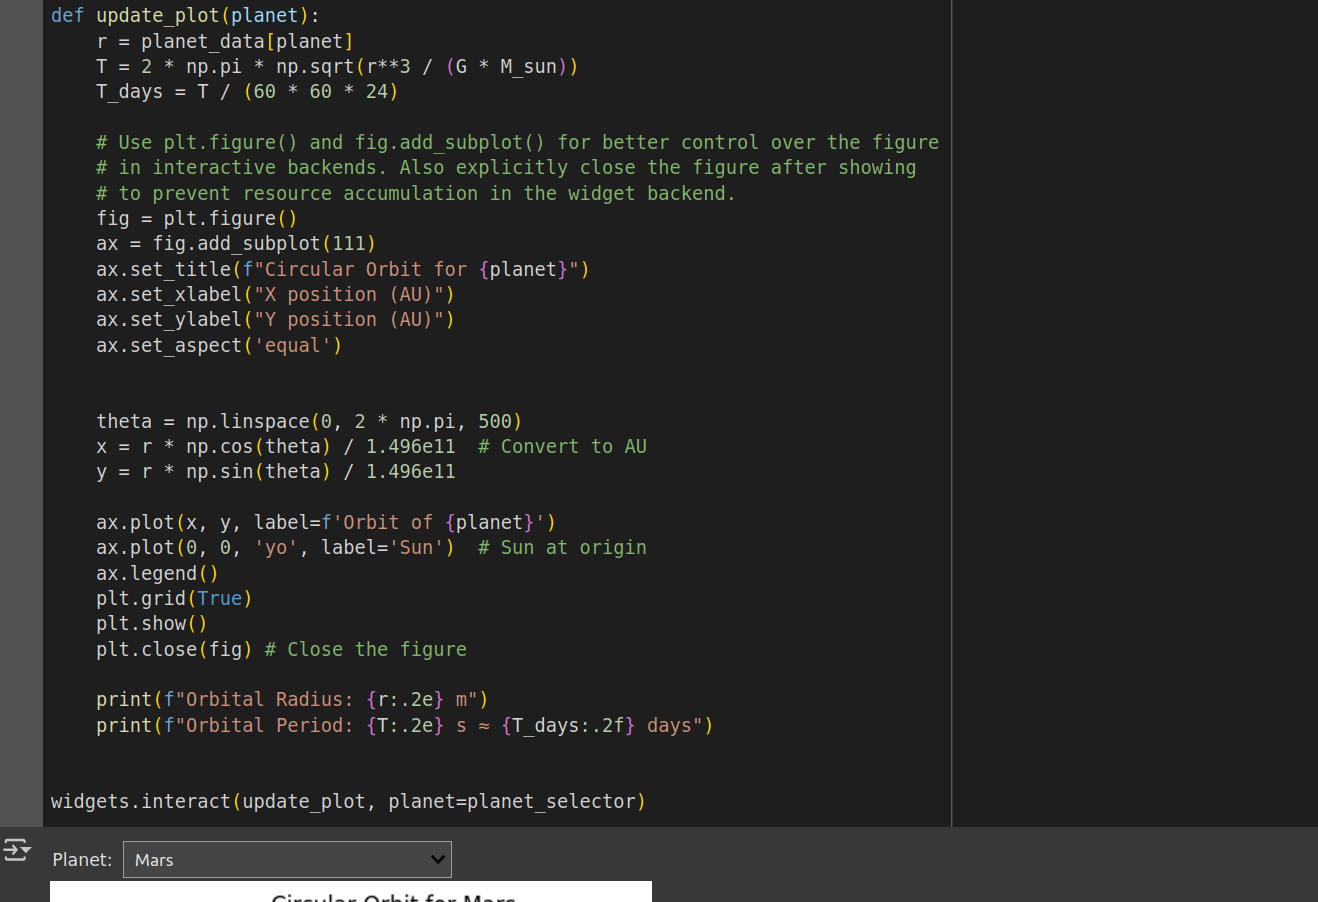 def update_plot(planet):
    r = planet_data[planet]
    T = 2 * np.pi * np.sqrt(r**3 / (G * M_sun))
    T_days = T / (60 * 60 * 24)

    # Use plt.figure() and fig.add_subplot() for better control over the figure
    # in interactive backends. Also explicitly close the figure after showing
    # to prevent resource accumulation in the widget backend.
    fig = plt.figure()
    ax = fig.add_subplot(111)
    ax.set_title(f"Circular Orbit for {planet}")
    ax.set_xlabel("X position (AU)")
    ax.set_ylabel("Y position (AU)")
    ax.set_aspect('equal')

    theta = np.linspace(0, 2 * np.pi, 500)
    x = r * np.cos(theta) / 1.496e11  # Convert to AU
    y = r * np.sin(theta) / 1.496e11

    ax.plot(x, y, label=f'Orbit of {planet}')
    ax.plot(0, 0, 'yo', label='Sun')  # Sun at origin
    ax.legend()
    plt.grid(True)
    plt.show()
    plt.close(fig) # Close the figure

    print(f"Orbital Radius: {r:.2e} m")
    print(f"Orbital Period: {T:.2e} s ≈ {T_days:.2f} days")

widgets.interact(update_plot, planet=planet_selector)
Planet: Mars
Circular Orbit for Mars